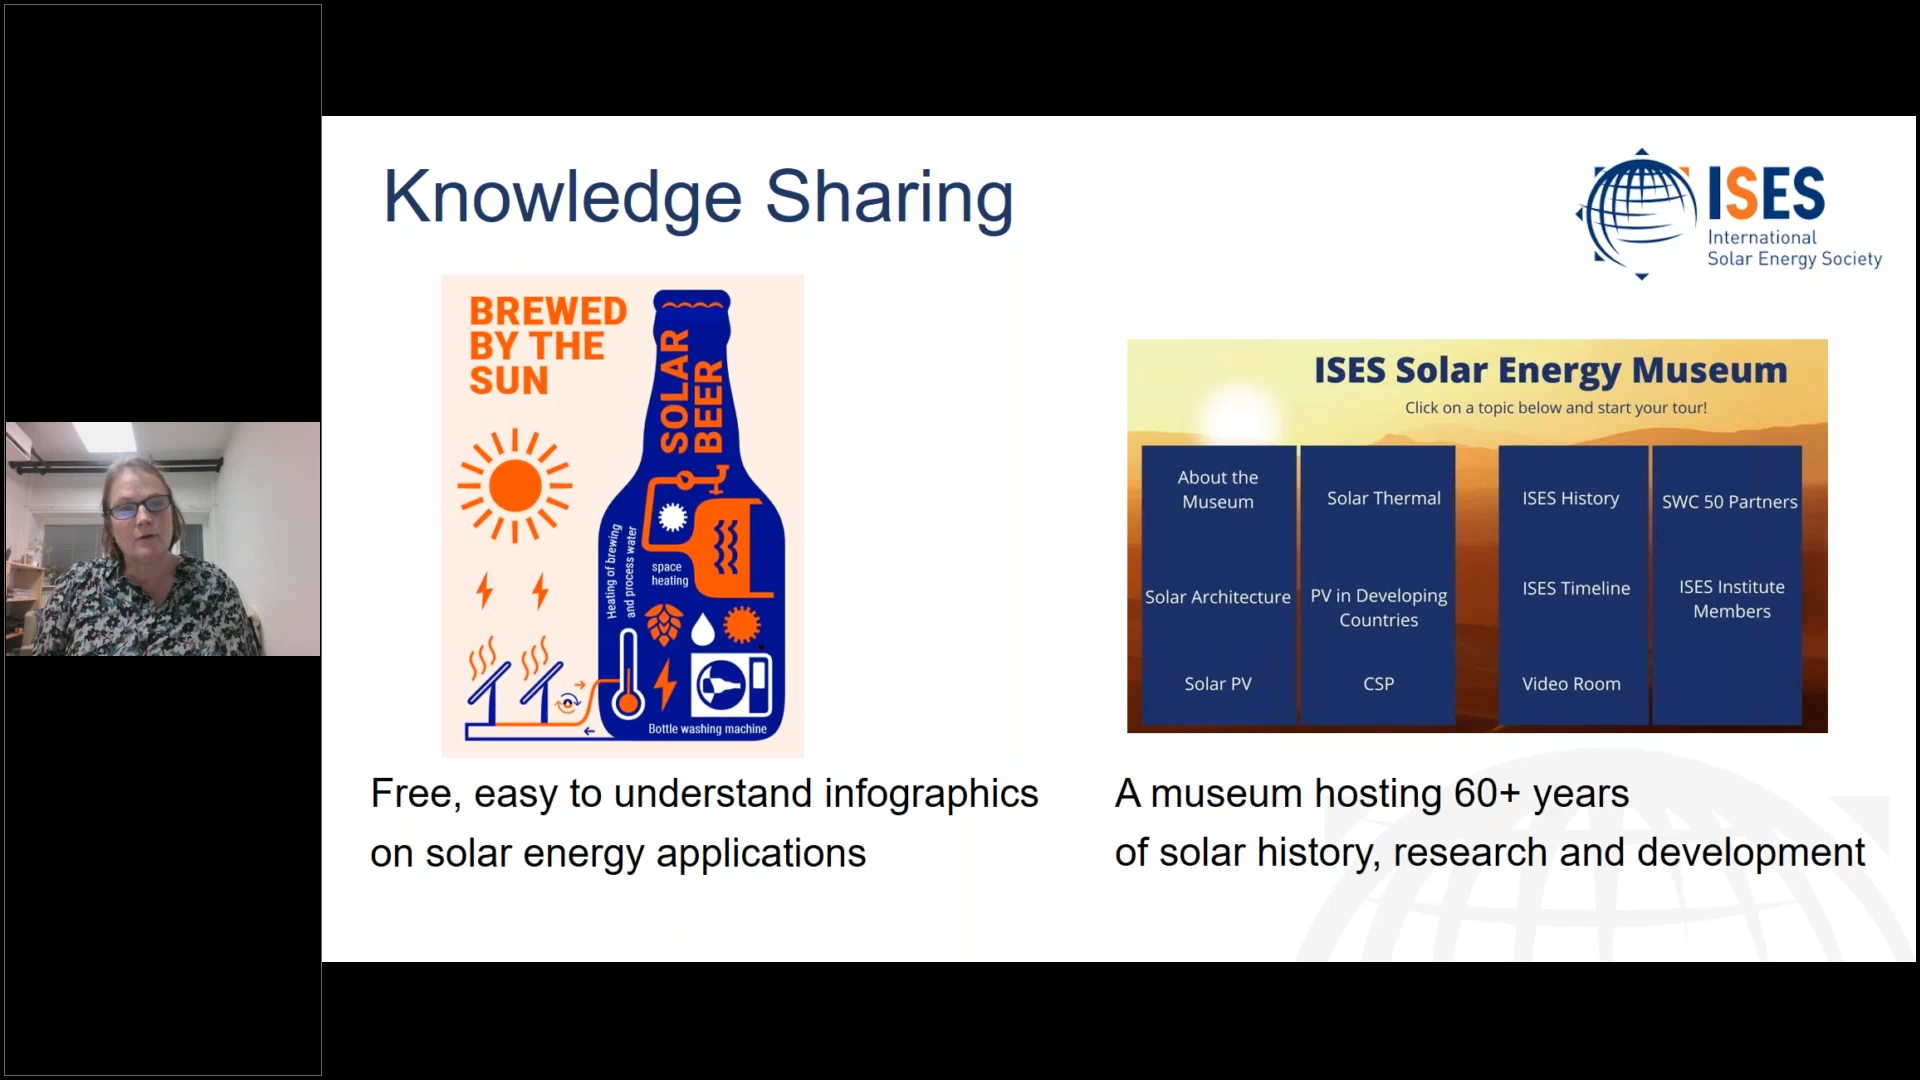 Knowledge Sharing
ISES
International
Solar Energy Society
BREWED
BY THE
SUN
SOLAR
BEER
Heating of brewing
and process water
space
heating
Bottle washing machine
ISES Solar Energy Museum
Click on a topic below and start your tour!
About the
Museum
Solar Thermal
ISES History
SWC 50 Partners
Solar Architecture
PV in Developing
Countries
ISES Timeline
ISES Institute
Members
Solar PV
CSP
Video Room
Free, easy to understand infographics
on solar energy applications
A museum hosting 60+ years
of solar history, research and development